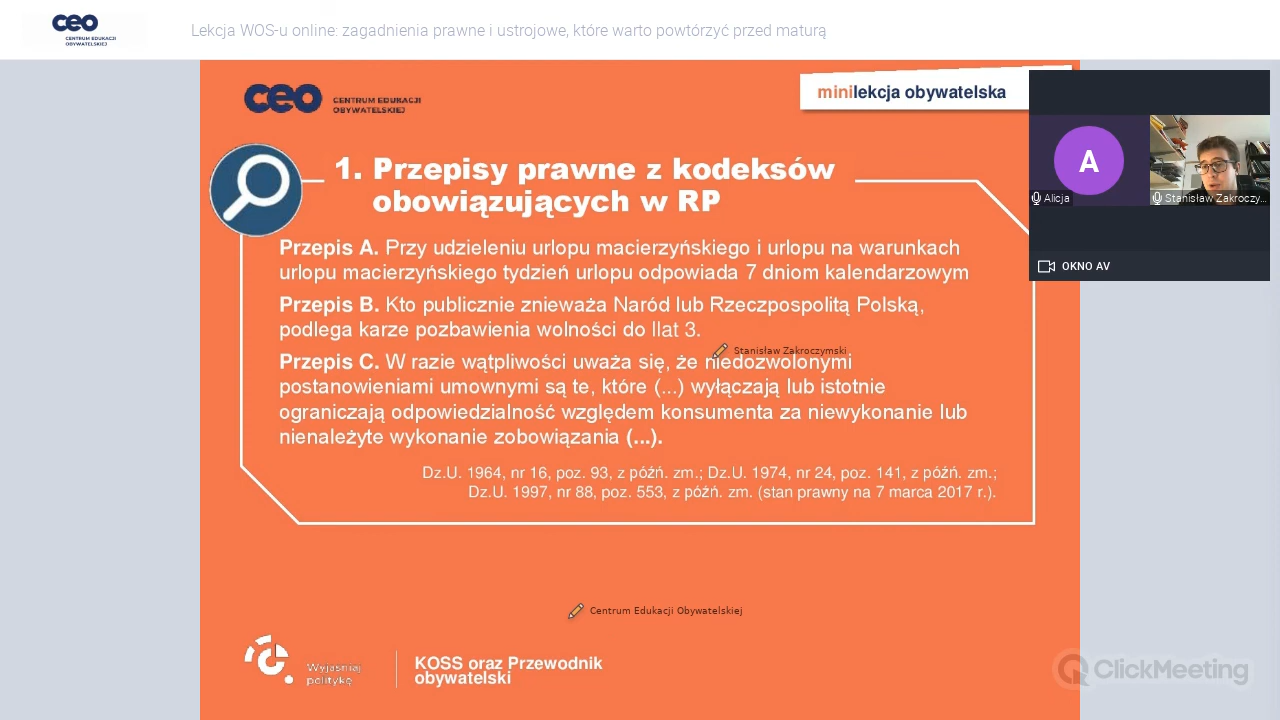 ceo
CENTRUM EDUKACJI
OBYWATELSKIEJ
Lekcja WOS-u online: zagadnienia prawne i ustrojowe, które warto powtórzyć przed maturą
ceo
CENTRUM EDUKACJI
OBYWATELSKIEJ
minilekcja obywatelska
A
Alicja
Stanisław Zakroczy...
OKNO AV
1. Przepisy prawne z kodeksów
obowiązujących w RP
Przepis A. Przy udzieleniu urlopu macierzyńskiego i urlopu na warunkach
urlopu macierzyńskiego tydzień urlopu odpowiada 7 dniom kalendarzowym
Przepis B. Kto publicznie znieważa Naród lub Rzeczpospolitą Polską,
podlega karze pozbawienia wolności do llat 3.
Stanisław Zakroczymski
Przepis C. W razie wątpliwości uważa się, że niedozwolonymi
postanowieniami umownymi są te, które (...) wyłączają lub istotnie
ograniczają odpowiedzialność względem konsumenta za niewykonanie lub
nienależyte wykonanie zobowiązania (...).
Dz.U. 1964, nr 16, poz. 93, z późń. zm.; Dz.U. 1974, nr 24, poz. 141, z późń. zm.;
Dz.U. 1997, nr 88, poz. 553, z późń. zm. (stan prawny na 7 marca 2017 r.).
Centrum Edukacji Obywatelskiej
Wyjaśniaj
politykę
KOSS oraz Przewodnik
obywatelski
ClickMeeting